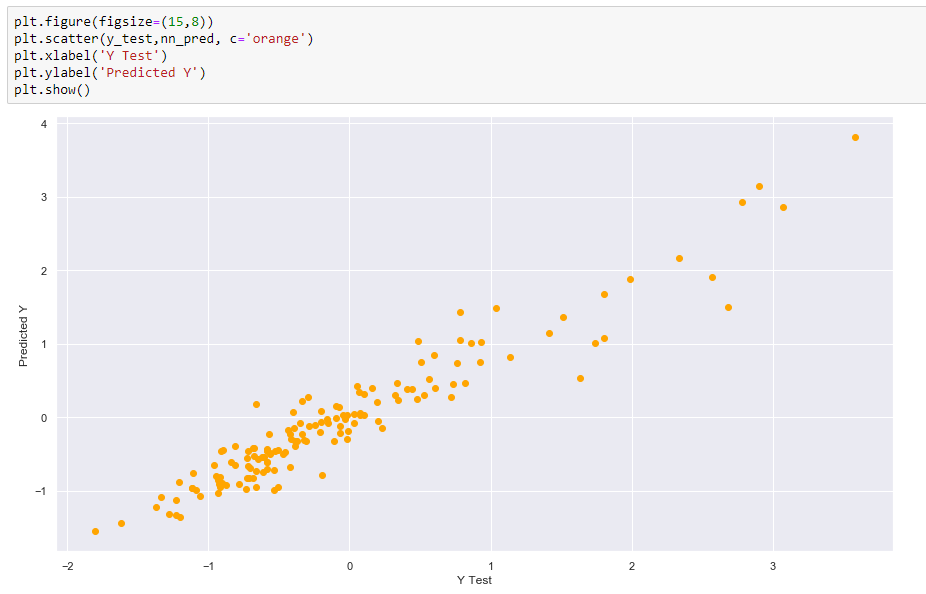 plt.figure(figsize=(15,8))
plt.scatter(y_test,nn_pred, c='orange')
plt.xlabel('Y Test')
plt.ylabel('Predicted Y')
plt.show()
4
3
2
1
0
−1
Predicted Y
−2 −1 0 1 2 3
Y Test